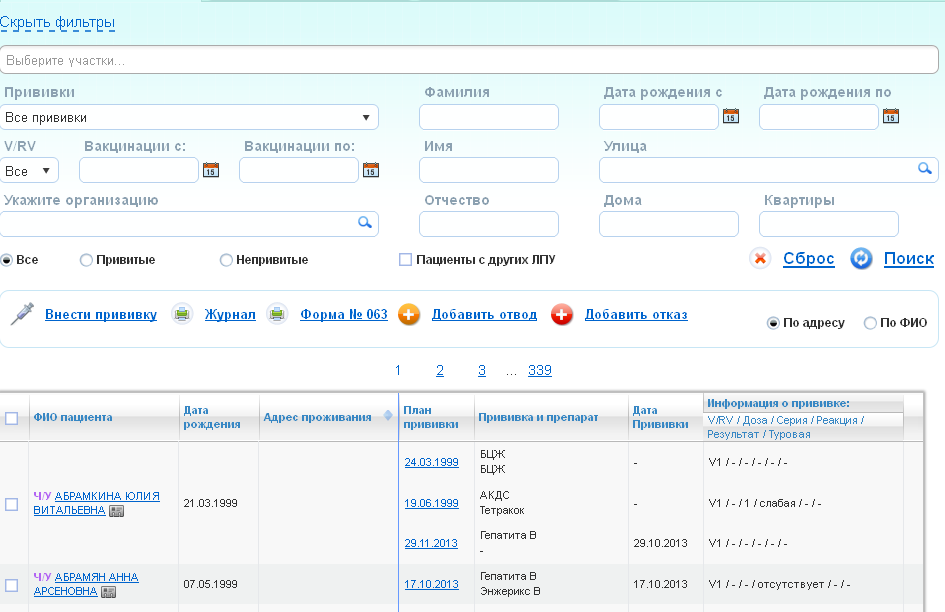 Скрыть фильтры
Выберите участки...
Прививки Фамилия Дата рождения с Дата рождения по
Все прививки 15 15
V/RV Вакцинации с: Вакцинации по: Имя Улица
Все 15 15
Укажите организацию Отчество Дома Квартиры
Все Привитые Непривитые Пациенты с других ЛПУ Сброс Поиск
Внести прививку Журнал Форма № 063 Добавить отвод Добавить отказ По адресу По ФИО
1 2 3 ... 339
ФИО пациента Дата рождения Адрес проживания План прививки Прививка и препарат Дата Прививки Информация о прививке:
V/RV / Доза / Серия / Реакция /
Результат / Туровая
24.03.1999 БЦЖ - V1 / - / - / - / - / -
БЦЖ
Ч/У АБРАМКИНА ЮЛИЯ 21.03.1999 19.06.1999 АКДС - V1 / - / 1 / слабая / - / -
ВИТАЛЬЕВНА Тетракок
29.11.2013 Гепатита В 29.10.2013 V1 / - / - / - / - / -
-
Ч/У АБРАМЯН АННА 07.05.1999 17.10.2013 Гепатита В 17.10.2013 V1 / - / - / отсутствует / - / -
АРСЕНОВНА Энжерикс В